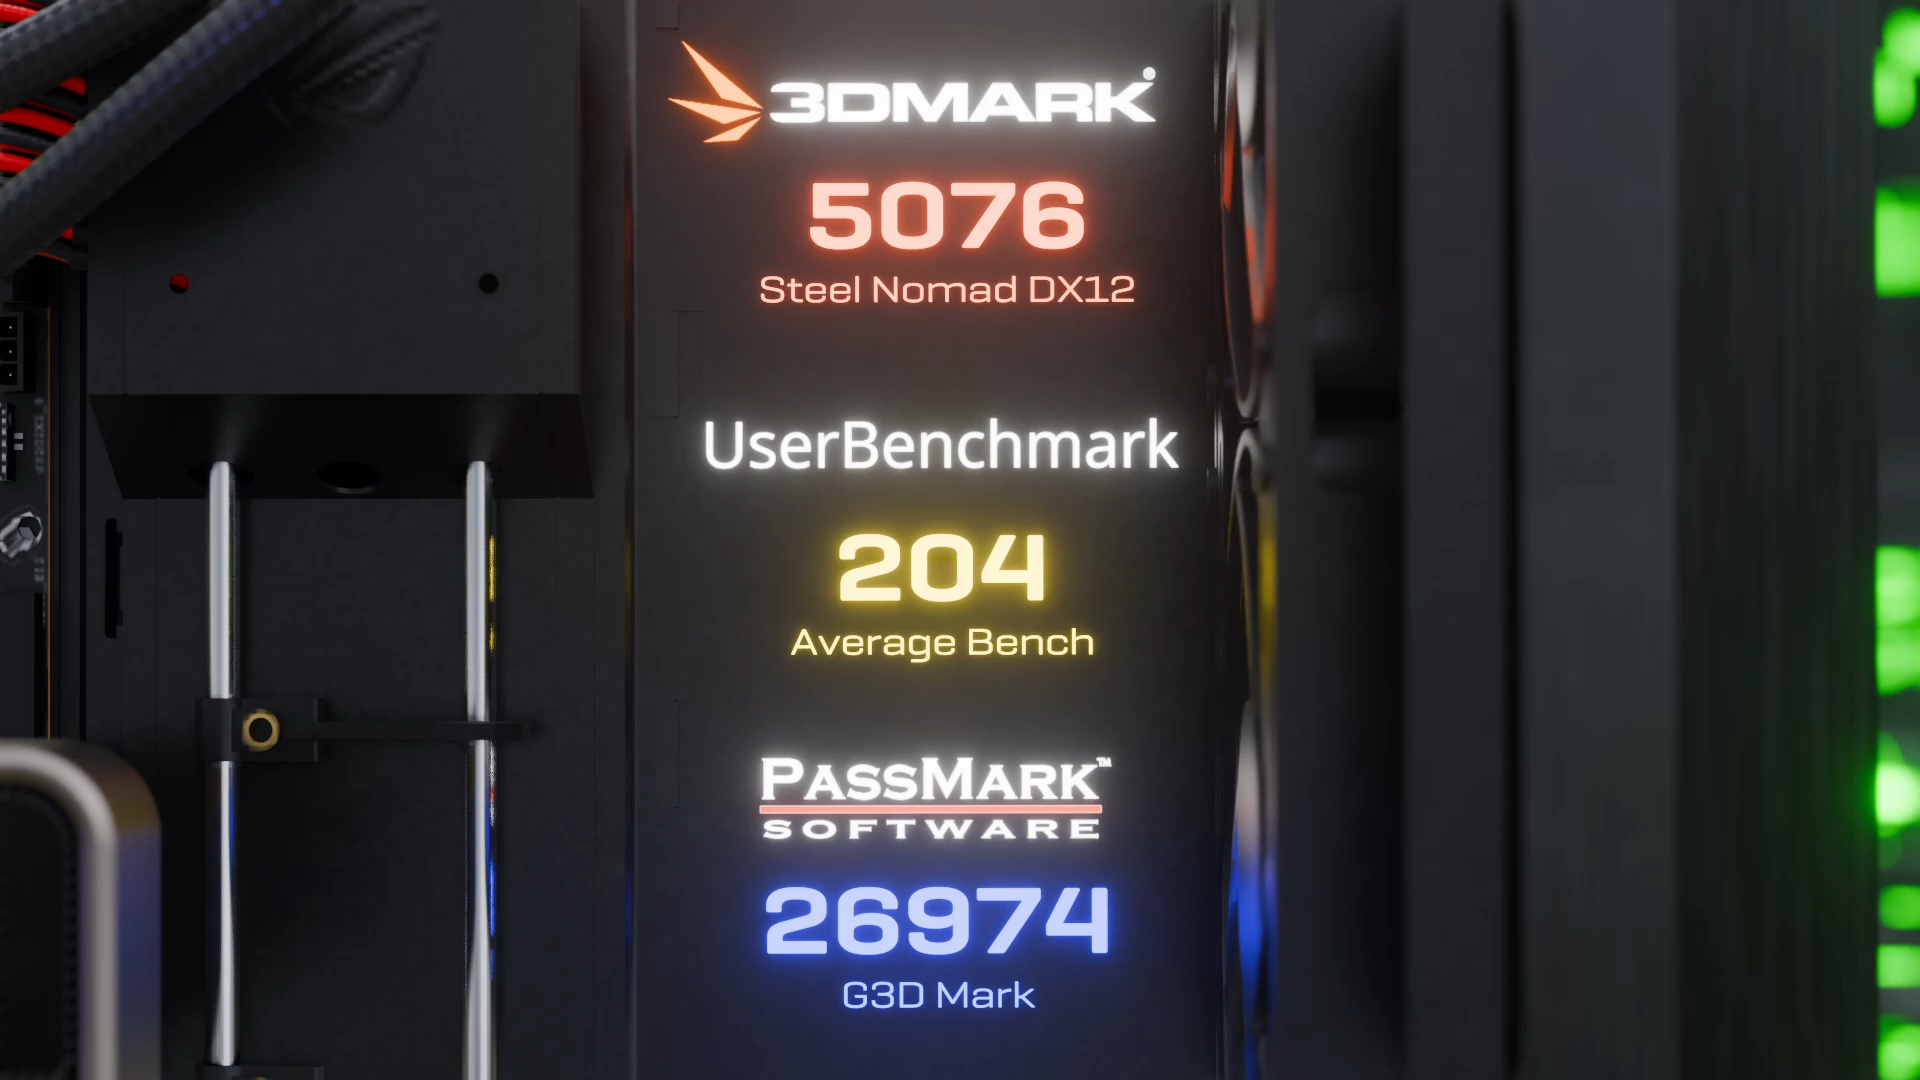 3DMARK®
5076
Steel Nomad DX12
UserBenchmark
204
Average Bench
PASSMARK™
SOFTWARE
26974
G3D Mark